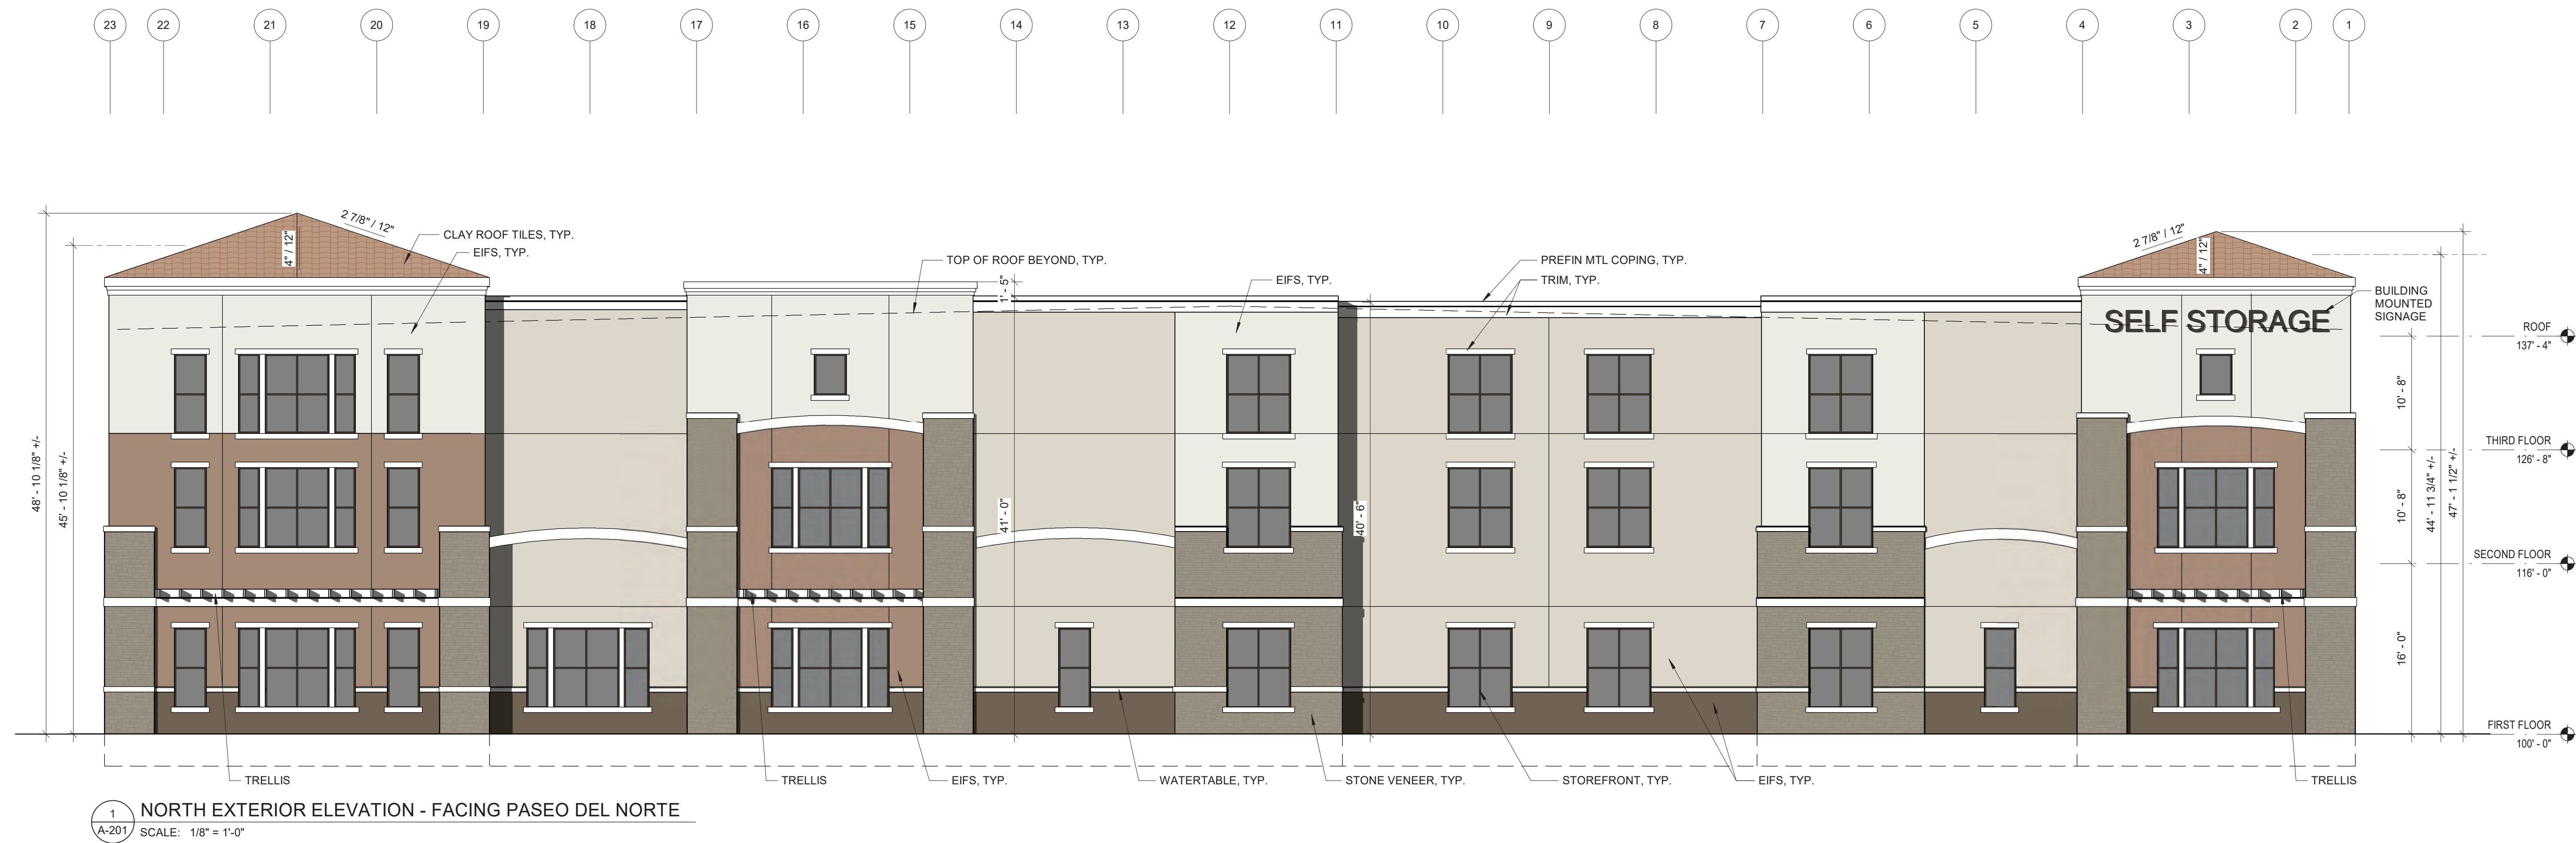 23 22 21 20 19 18 17 16 15 14 13 12 11 10 9 8 7 6 5 4 3 2 1
2 7/8" / 12"
4" / 12"
CLAY ROOF TILES, TYP.
EIFS, TYP.
TOP OF ROOF BEYOND, TYP.
1' - 5"
EIFS, TYP.
PREFIN MTL COPING, TYP.
TRIM, TYP.
2 7/8" / 12"
4" / 12"
BUILDING
MOUNTED
SIGNAGE
SELF STORAGE
ROOF
137' - 4"
10' - 8"
THIRD FLOOR
126' - 8"
10' - 8"
SECOND FLOOR
116' - 0"
16' - 0"
FIRST FLOOR
100' - 0"
48' - 10 1/8" +/-
45' - 10 1/8" +/-
41' - 0"
40' - 6"
44' - 11 3/4" +/-
47' - 1 1/2" +/-
TRELLIS
TRELLIS
EIFS, TYP.
WATERTABLE, TYP.
STONE VENEER, TYP.
STOREFRONT, TYP.
EIFS, TYP.
TRELLIS
1
A-201
NORTH EXTERIOR ELEVATION - FACING PASEO DEL NORTE
SCALE: 1/8" = 1'-0"